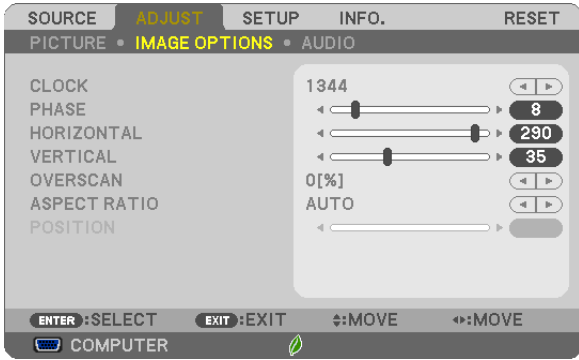 SOURCE ADJUST SETUP INFO. RESET
PICTURE • IMAGE OPTIONS • AUDIO
CLOCK 1344
PHASE 8
HORIZONTAL 290
VERTICAL 35
OVERSCAN 0[%]
ASPECT RATIO AUTO
POSITION
ENTER :SELECT EXIT :EXIT :MOVE :MOVE
COMPUTER